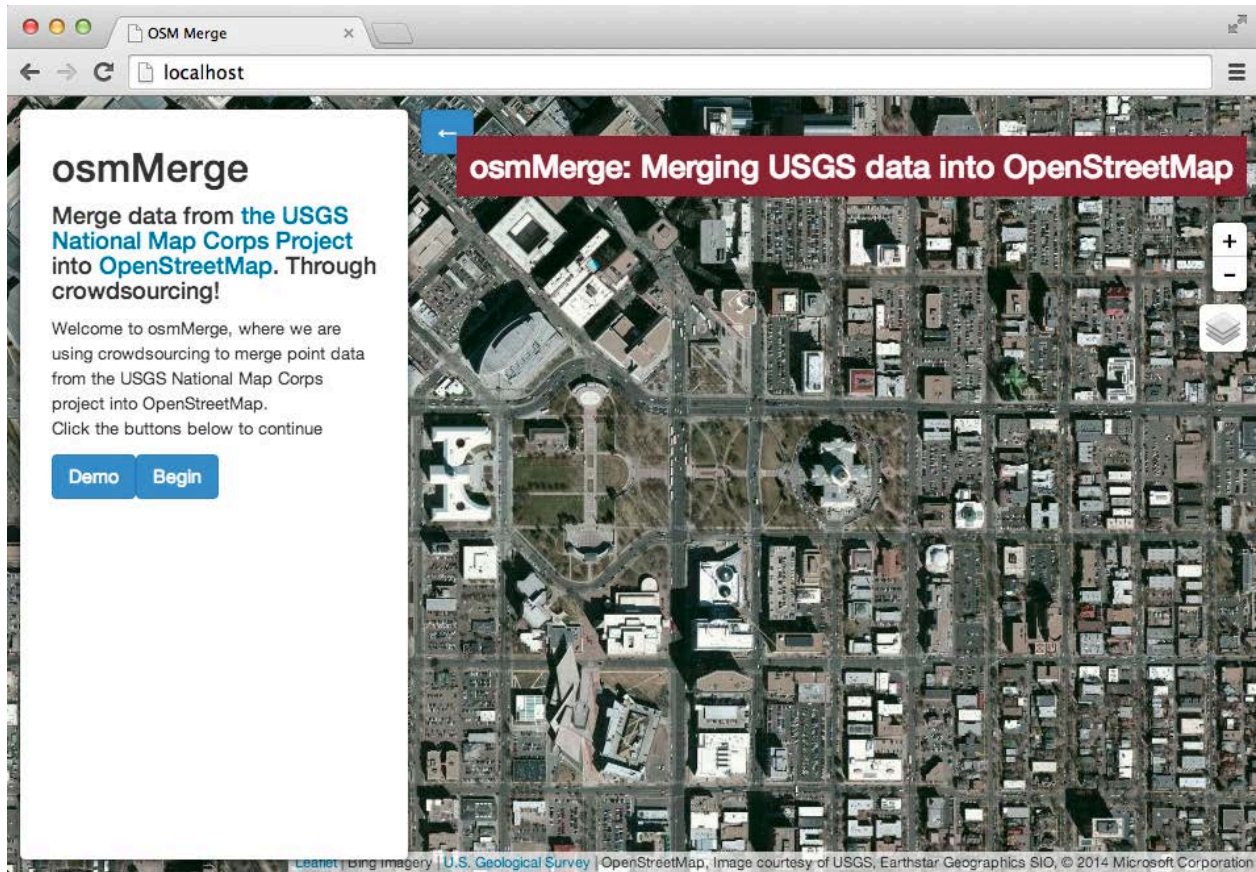 OSM Merge
localhost
osmMerge
Merge data from the USGS
National Map Corps Project
into OpenStreetMap. Through
crowdsourcing!
Welcome to osmMerge, where we are
using crowdsourcing to merge point data
from the USGS National Map Corps
project into OpenStreetMap.
Click the buttons below to continue
Demo Begin
←
osmMerge: Merging USGS data into OpenStreetMap
+
-
Leaflet | Bing Imagery | U.S. Geological Survey | OpenStreetMap, Image courtesy of USGS, Earthstar Geographics SIO, © 2014 Microsoft Corporation